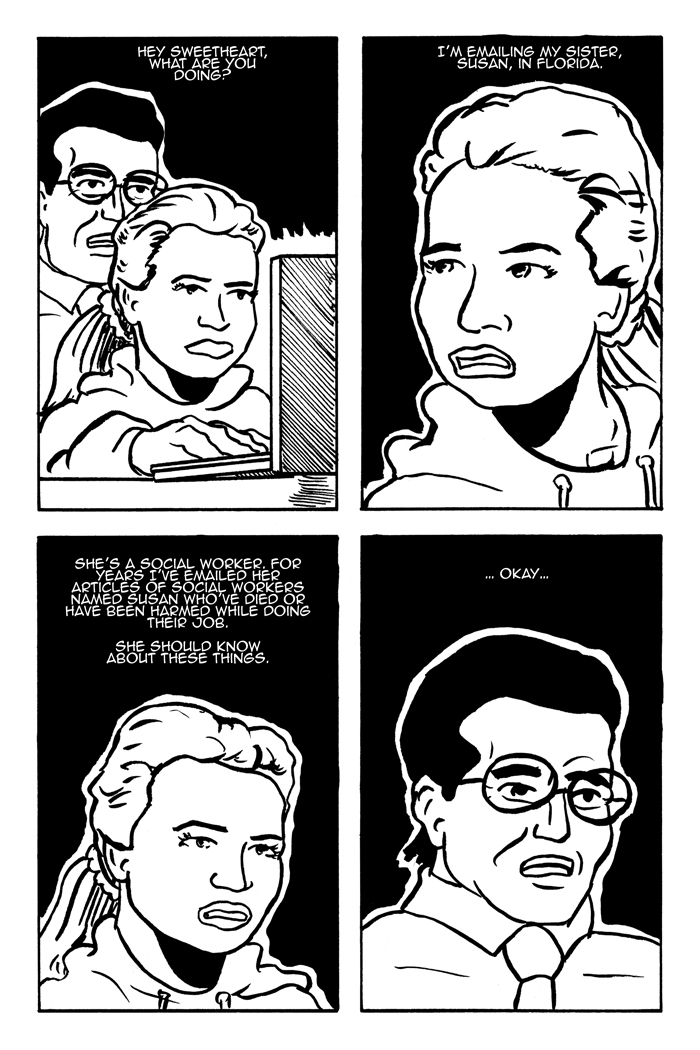 HEY SWEETHEART,
WHAT ARE YOU
DOING?
I'M EMAILING MY SISTER,
SUSAN, IN FLORIDA.
SHE'S A SOCIAL WORKER. FOR
YEARS I'VE EMAILED HER
ARTICLES OF SOCIAL WORKERS
NAMED SUSAN WHO'VE DIED OR
HAVE BEEN HARMED WHILE DOING
THEIR JOB.
SHE SHOULD KNOW
ABOUT THESE THINGS.
... OKAY...